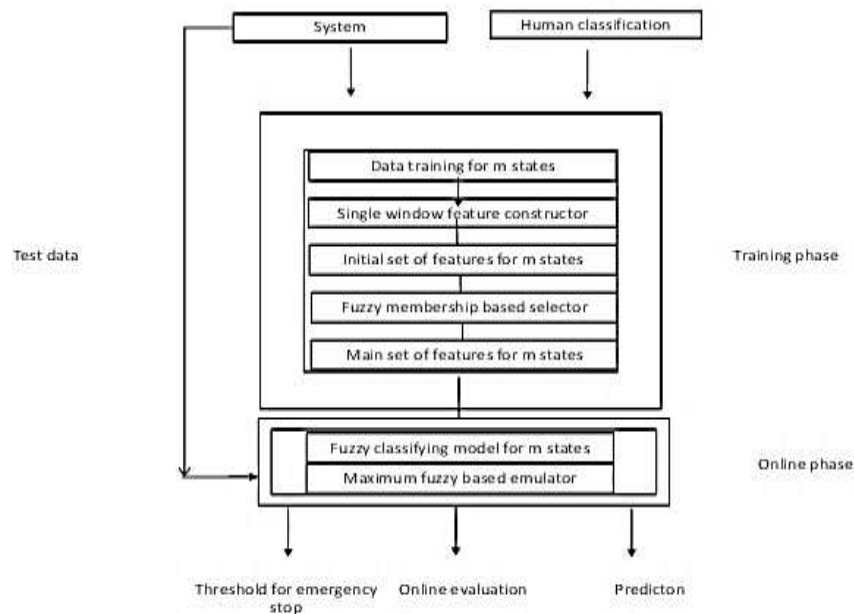 System
Human classification
Data training for m states
Single window feature constructor
Test data
Initial set of features for m states
Training phase
Fuzzy membership based selector
Main set of features for m states
Fuzzy classifying model for m states
Online phase
Maximum fuzzy based emulator
Threshold for emergency
stop
Online evaluation
Predicton